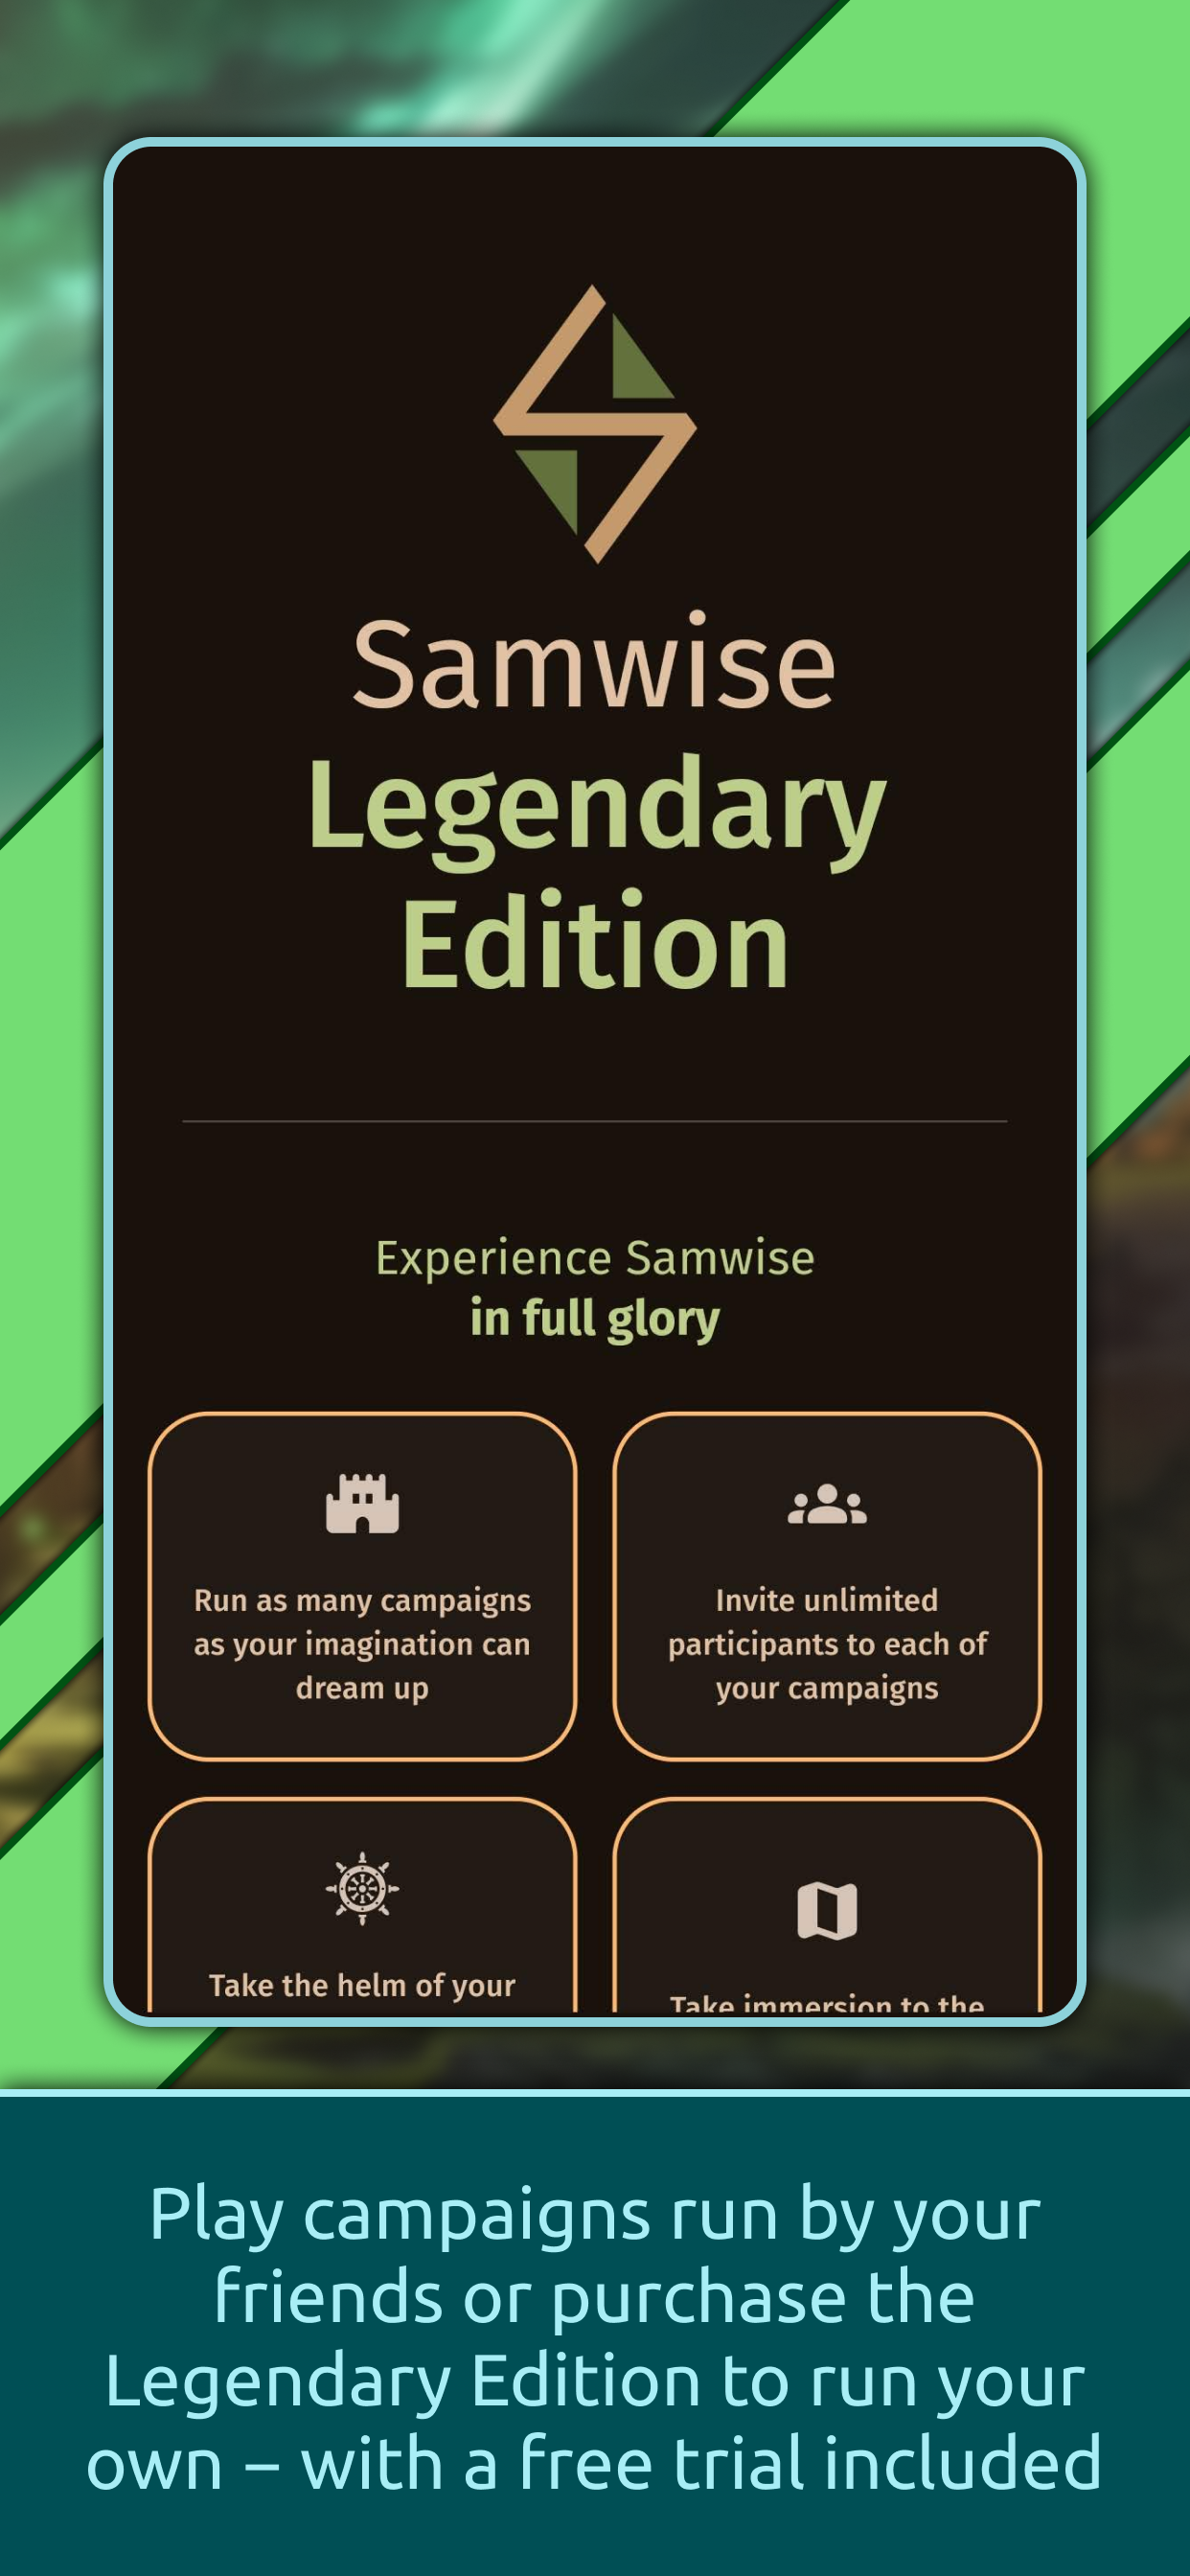 Samwise
Legendary
Edition
Experience Samwise
in full glory
Run as many campaigns
as your imagination can
dream up
Invite unlimited
participants to each of
your campaigns
Take the helm of your
Take immersion to the
Play campaigns run by your
friends or purchase the
Legendary Edition to run your
own – with a free trial included